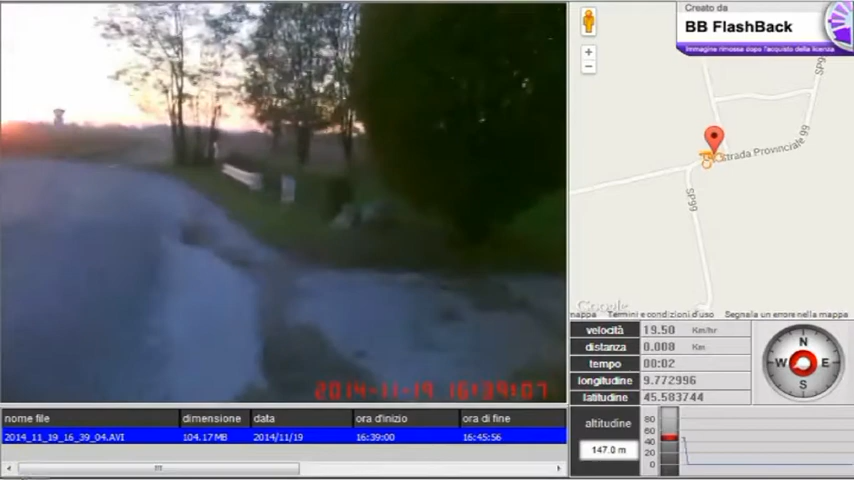 Creato da
BB FlashBack
Immagine rimossa dopo l'acquisto della licenza
+
−
SP9
Strada Provinciale 99
SP99
Google
nappa Termini e condizioni d'uso Segnala un errore nella mappa
2014-11-19 16:39:07
velocità 19.50 Km/hr
distanza 0.008 Km
tempo 00:02
longitudine 9.772996
latitudine 45.583744
N
W E
S
nome file dimensione data ora d'inizio ora di fine
2014_11_19_16_39_04.AVI 104.17MB 2014/11/19 16:39:00 16:45:56
altitudine
147.0 m
80
60
40
20
0